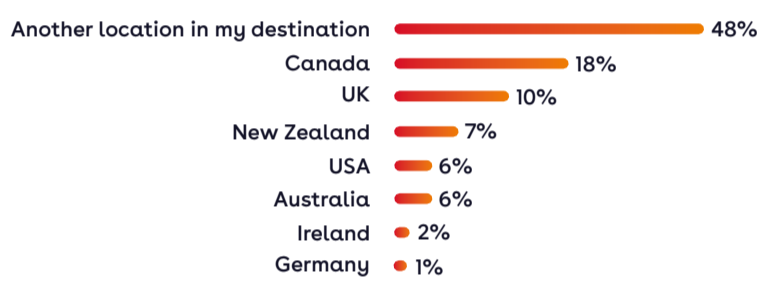 Another location in my destination 48%
Canada 18%
UK 10%
New Zealand 7%
USA 6%
Australia 6%
Ireland 2%
Germany 1%